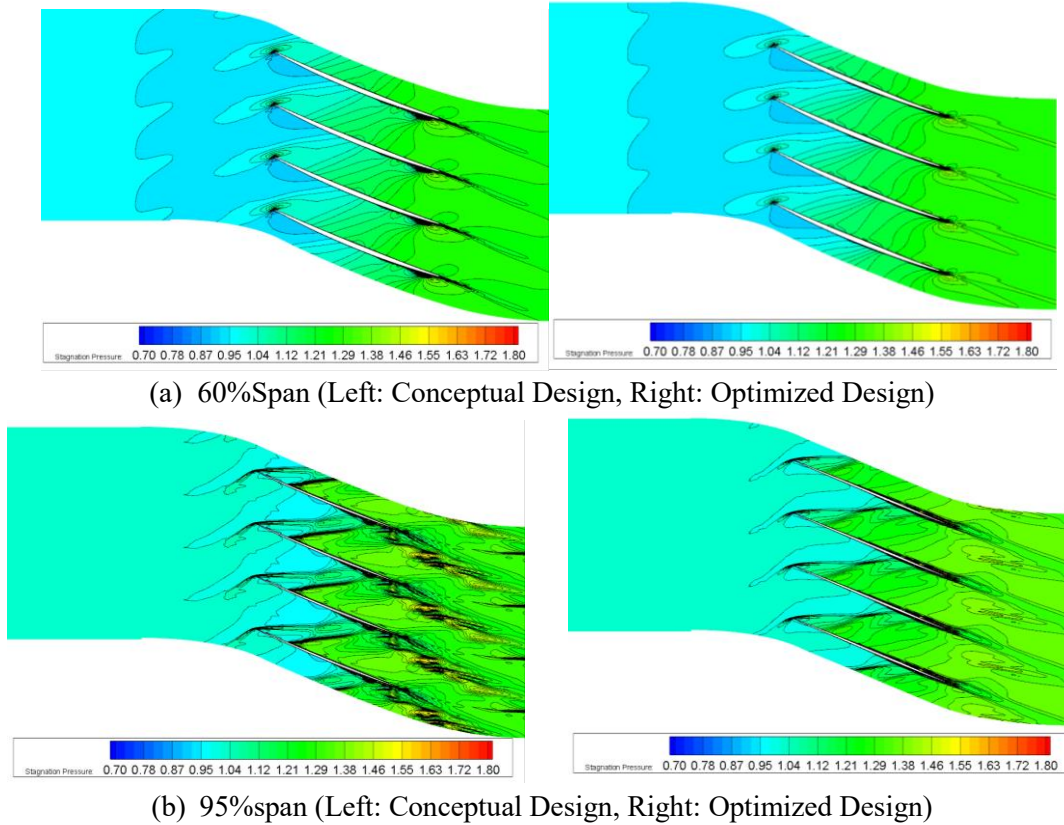 Stagnation Pressure 0.70 0.78 0.87 0.95 1.04 1.12 1.21 1.29 1.38 1.46 1.55 1.63 1.72 1.80
Stagnation Pressure 0.70 0.78 0.87 0.95 1.04 1.12 1.21 1.29 1.38 1.46 1.55 1.63 1.72 1.80
(a) 60%Span (Left: Conceptual Design, Right: Optimized Design)
Stagnation Pressure 0.70 0.78 0.87 0.95 1.04 1.12 1.21 1.29 1.38 1.46 1.55 1.63 1.72 1.80
Stagnation Pressure 0.70 0.78 0.87 0.95 1.04 1.12 1.21 1.29 1.38 1.46 1.55 1.63 1.72 1.80
(b) 95%span (Left: Conceptual Design, Right: Optimized Design)